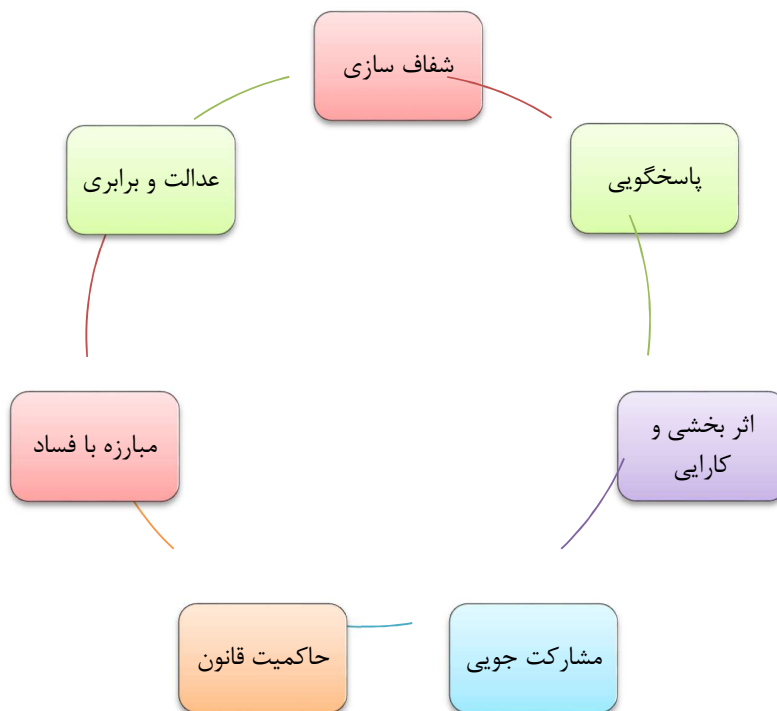 شفاف سازی
پاسخگویی
اثر بخشی و
کارایی
مشارکت جویی
حاکمیت قانون
مبارزه با فساد
عدالت و برابری